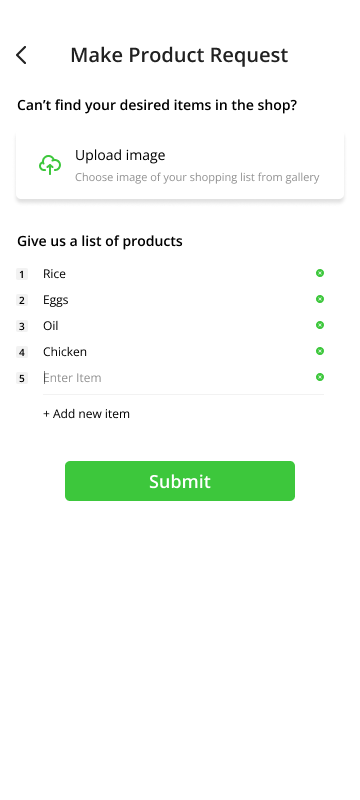 Make Product Request
Can’t find your desired items in the shop?
Upload image
Choose image of your shopping list from gallery
Give us a list of products
1 Rice
2 Eggs
3 Oil
4 Chicken
5 Enter Item
+ Add new item
Submit